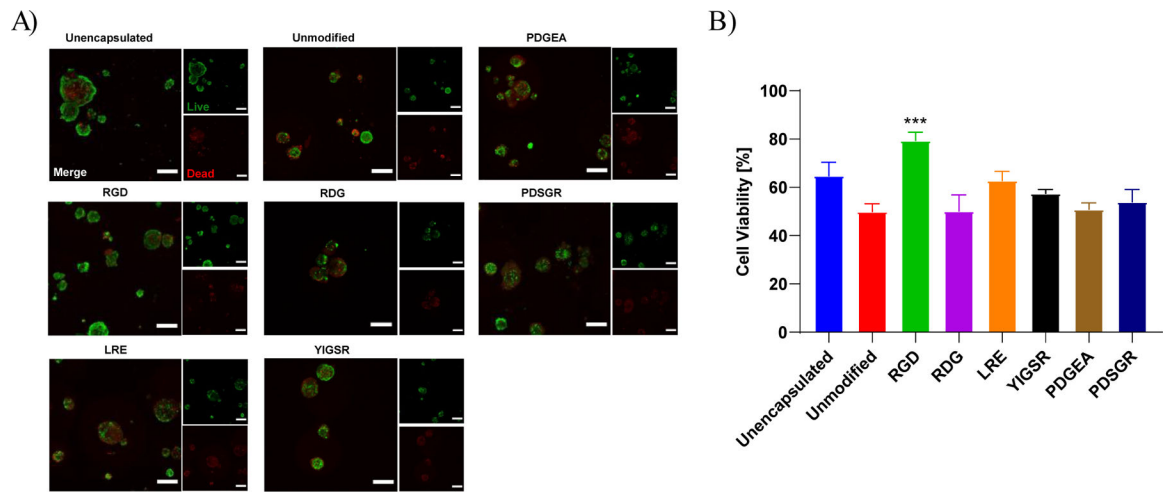 A)
Unencapsulated
Unmodified
PDGEA
Live
Merge
Dead
RGD
RDG
PDSGR
LRE
YIGSR
B)
Cell Viability [%]
100
80
60
40
20
0
***
Unencapsulated
Unmodified
RGD
RDG
LRE
YIGSR
PDGEA
PDSGR